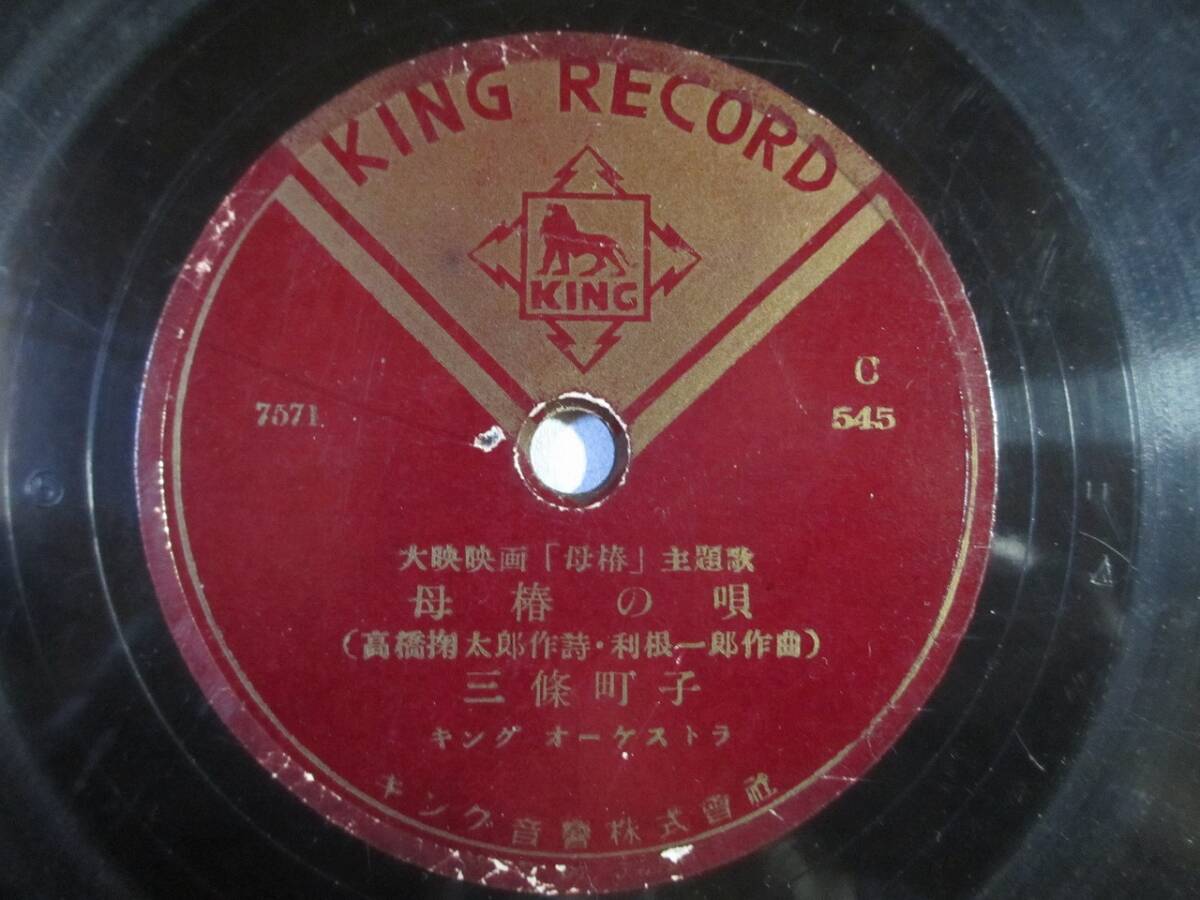 KING RECORD
KING
C
7571
545
大映映画「母椿」主題歌
母椿の唄
(高橋掬太郎作詩・利根一郎作曲)
三條町子
キング オーケストラ
キング音響株式會社